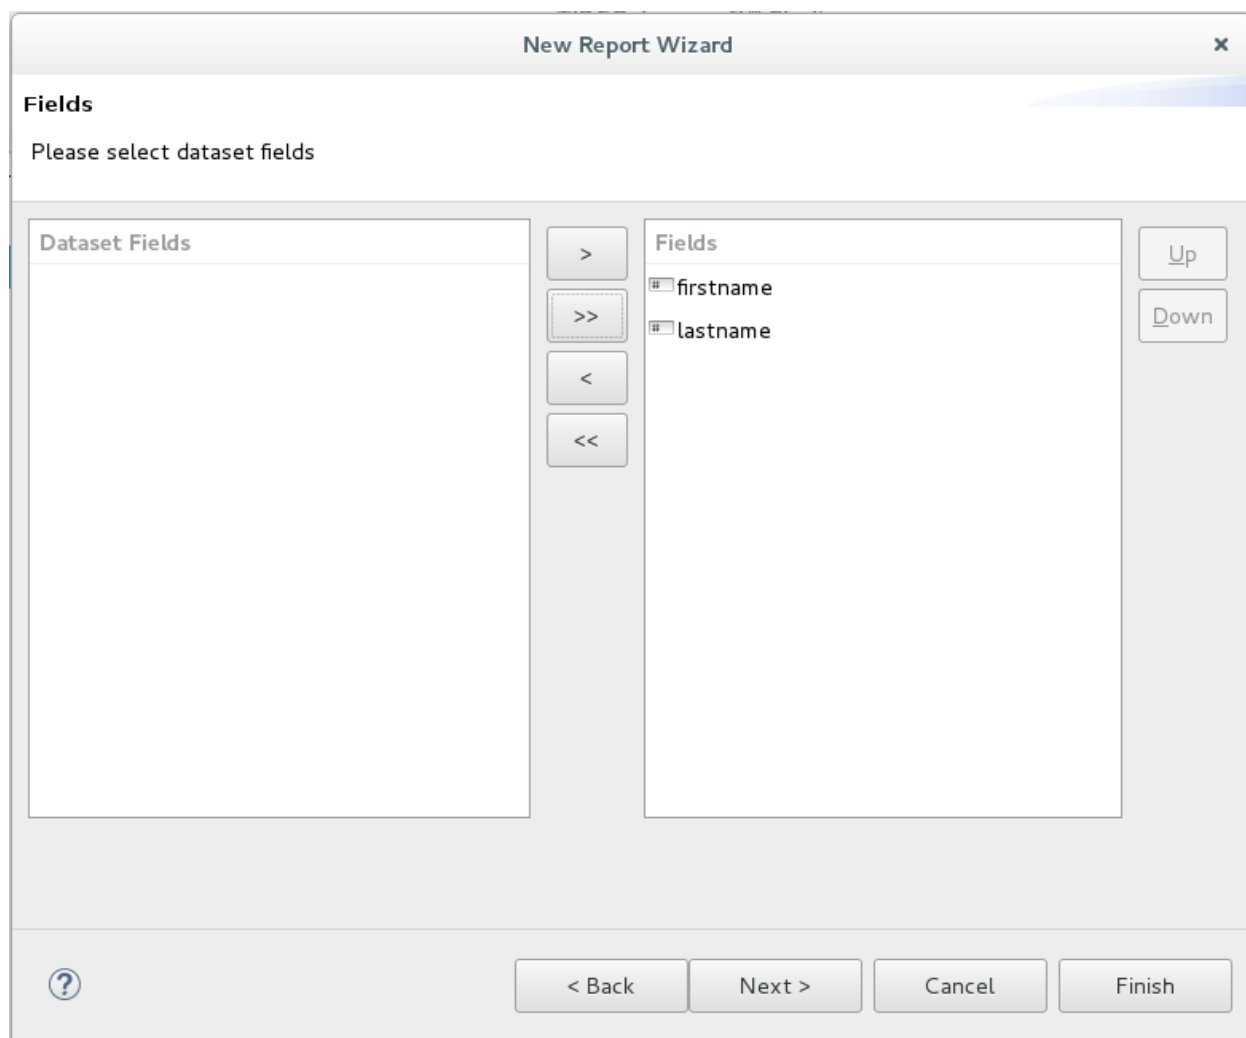 New Report Wizard
Fields
Please select dataset fields
Dataset Fields
>
>>
<
<<
Fields
# firstname
# lastname
Up
Down
?
< Back
Next >
Cancel
Finish